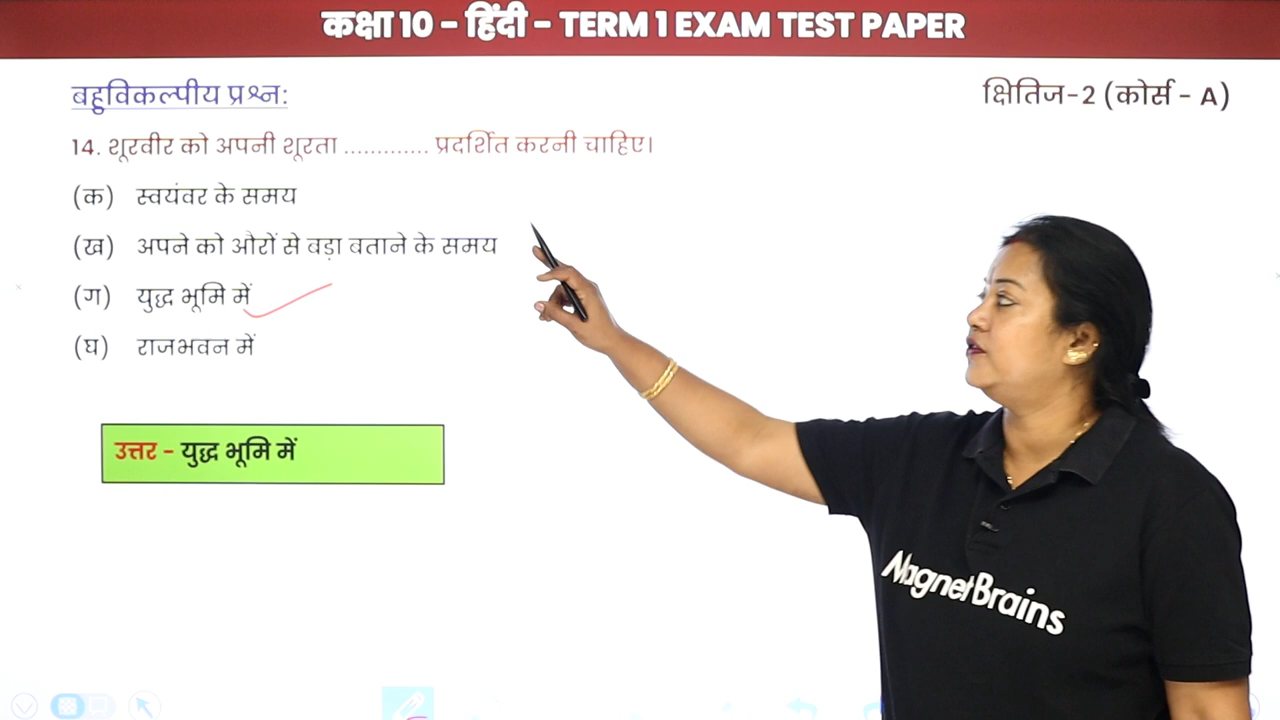 कक्षा 10 - हिंदी - TERM 1 EXAM TEST PAPER
बहुविकल्पीय प्रश्न:
क्षितिज-2 (कोर्स - A)
14. शूरवीर को अपनी शूरता ............. प्रदर्शित करनी चाहिए।
(क) स्वयंवर के समय
(ख) अपने को औरों से बड़ा बताने के समय
(ग) युद्ध भूमि में
(घ) राजभवन में
उत्तर - युद्ध भूमि में
MagnetBrains